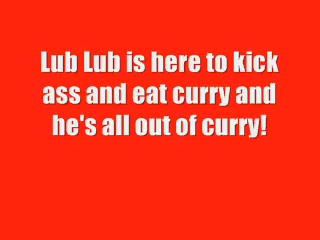 Lub Lub is here to kick
ass and eat curry and
he's all out of curry!